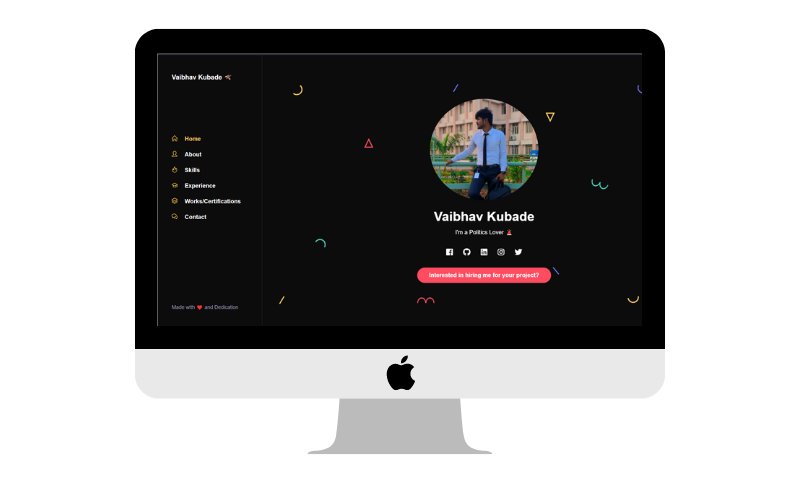 Vaibhav Kubade
Home
About
Skills
Experience
Works/Certifications
Contact
Made with ❤️ and Dedication
Vaibhav Kubade
I'm a Politics Lover
Interested in hiring me for your project?